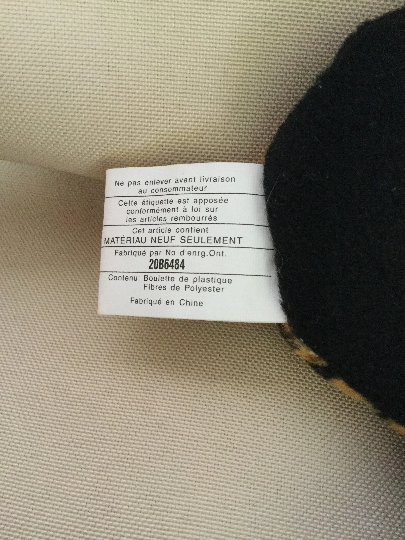 Ne pas enlever avant livraison
au consommateur
Cette étiquette est apposée
conformément à loi sur
les articles rembourrés
Cet article contient
MATÉRIAU NEUF SEULEMENT
Fabriqué par No d'enrg.Ont.
20B6484
Contenu Boulette de plastique
Fibres de Polyester
Fabriqué en Chine